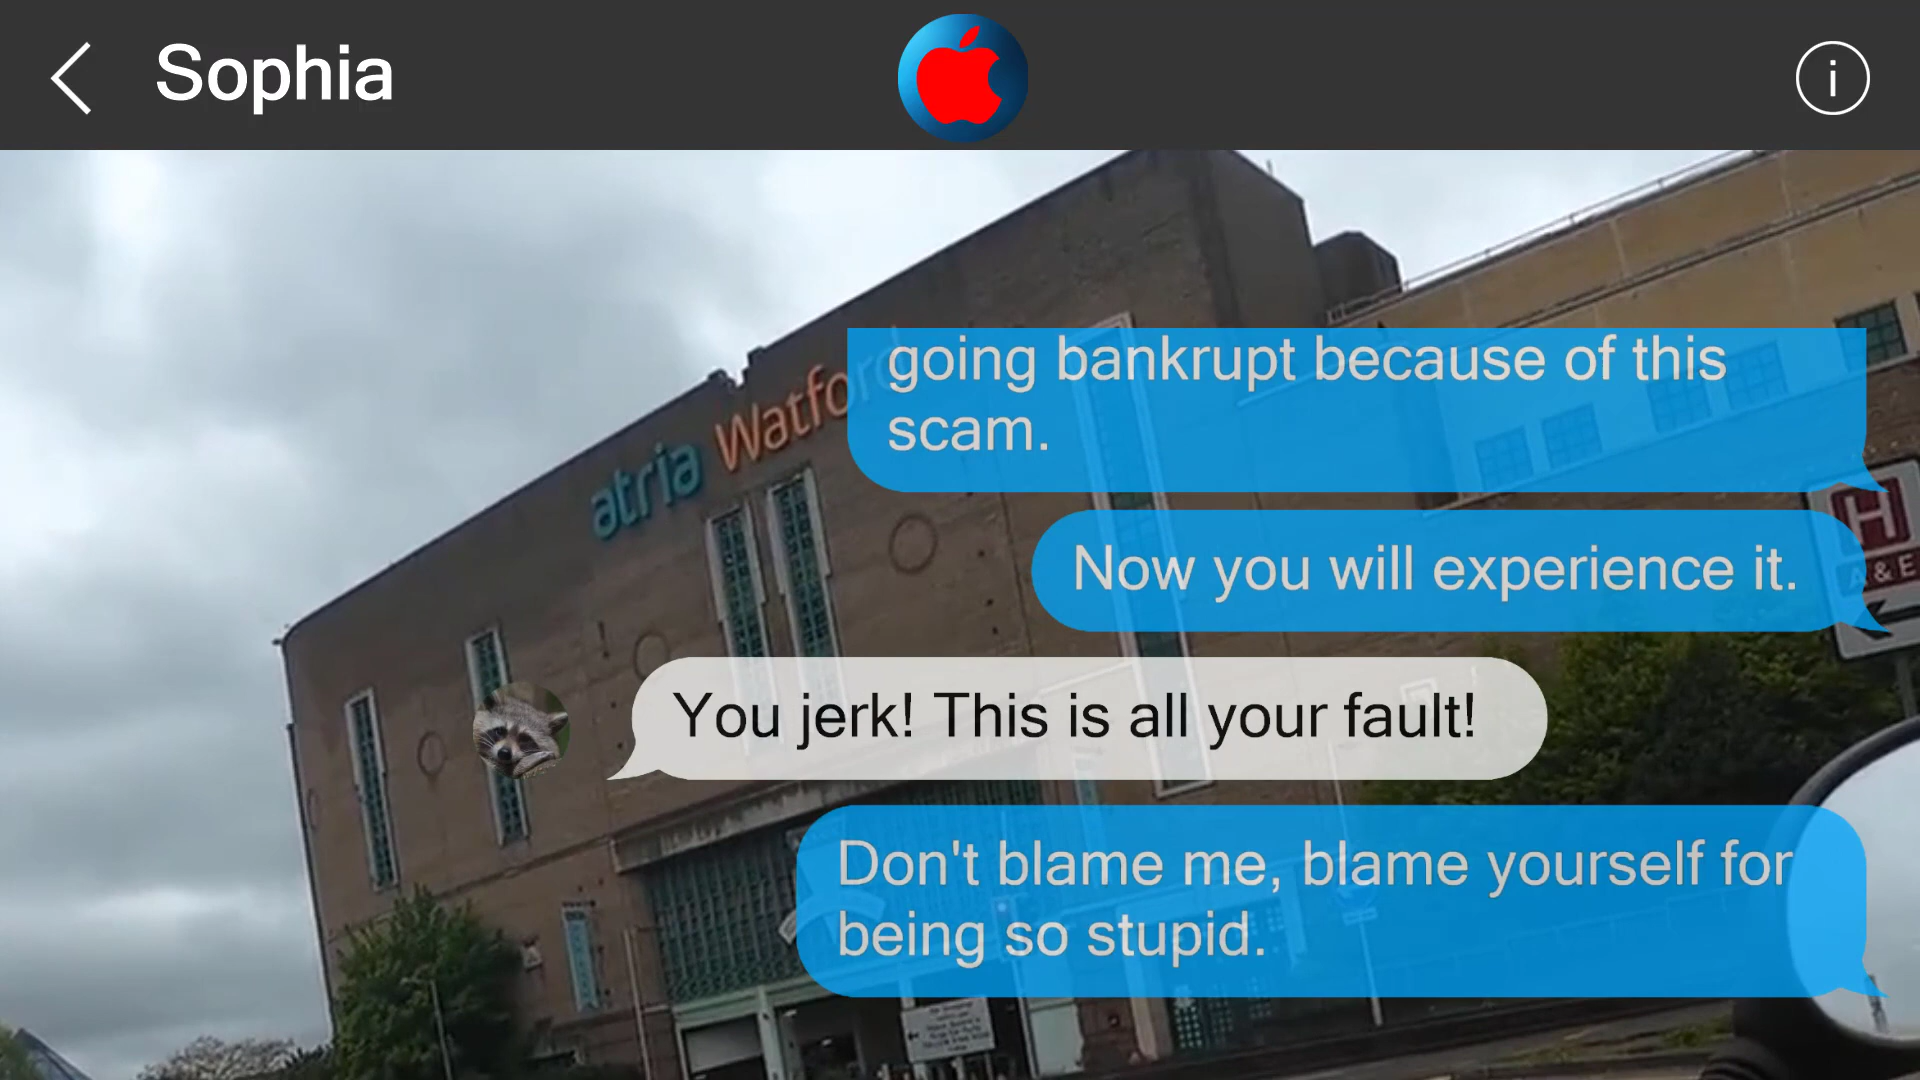 Sophia
i
atria Watford
going bankrupt because of this
scam.
Now you will experience it.
H
A&E
You jerk! This is all your fault!
Don't blame me, blame yourself for
being so stupid.